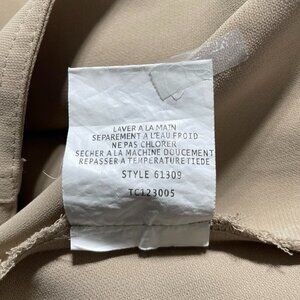 LAVER A LA MAIN
SEPAREMENT A L'EAU FROID
NE PAS CHLORER
SECHER A LA MACHINE DOUCEMENT
REPASSER A TEMPERATURE TIEDE
STYLE 61309
TC123005